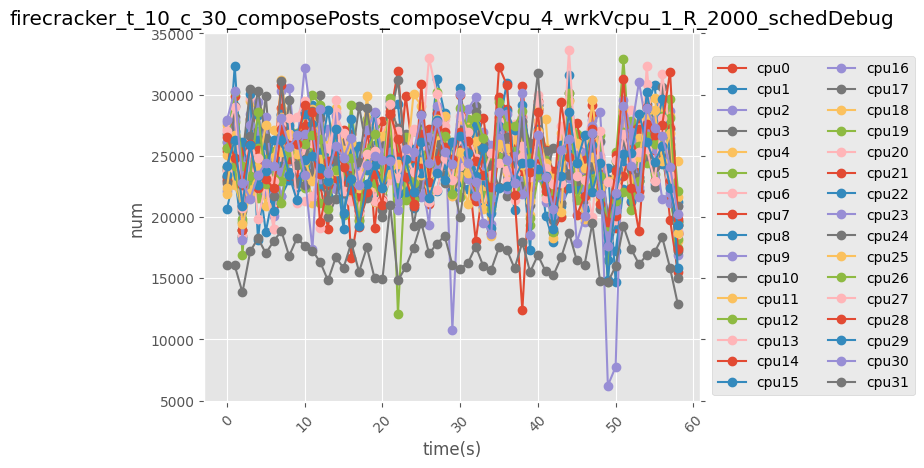 firecracker_t_10_c_30_composePosts_composeVcpu_4_wrkVcpu_1_R_2000_schedDebug
35000
30000
25000
20000
15000
10000
5000
num
0 10 20 30 40 50 60
time(s)
cpu0 cpu16
cpu1 cpu17
cpu2 cpu18
cpu3 cpu19
cpu4 cpu20
cpu5 cpu21
cpu6 cpu22
cpu7 cpu23
cpu8 cpu24
cpu9 cpu25
cpu10 cpu26
cpu11 cpu27
cpu12 cpu28
cpu13 cpu29
cpu14 cpu30
cpu15 cpu31